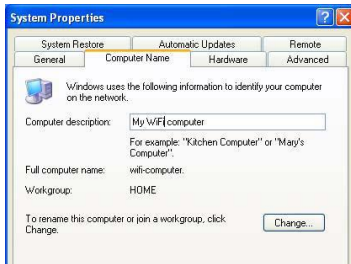 System Properties
System Restore Automatic Updates Remote
General Computer Name Hardware Advanced
Windows uses the following information to identify your computer
on the network.
Computer description: My WiFi computer
For example: "Kitchen Computer" or "Mary's
Computer".
Full computer name: wifi-computer.
Workgroup: HOME
To rename this computer or join a workgroup, click
Change.
Change...